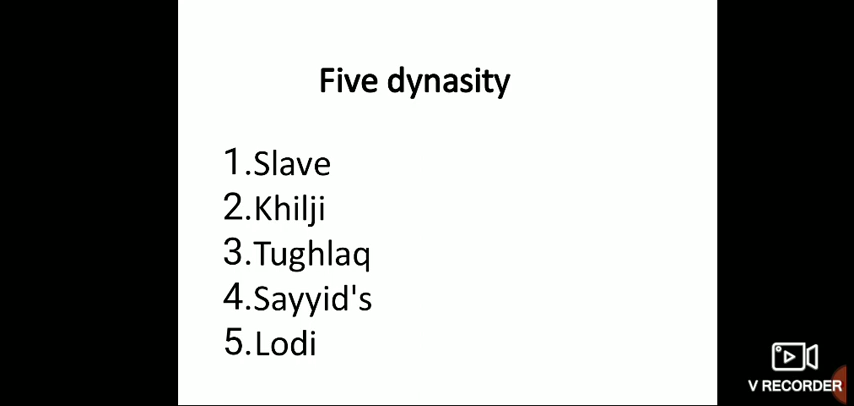 Five dynasity
1.Slave
2.Khilji
3.Tughlaq
4.Sayyid's
5.Lodi
V RECORDER